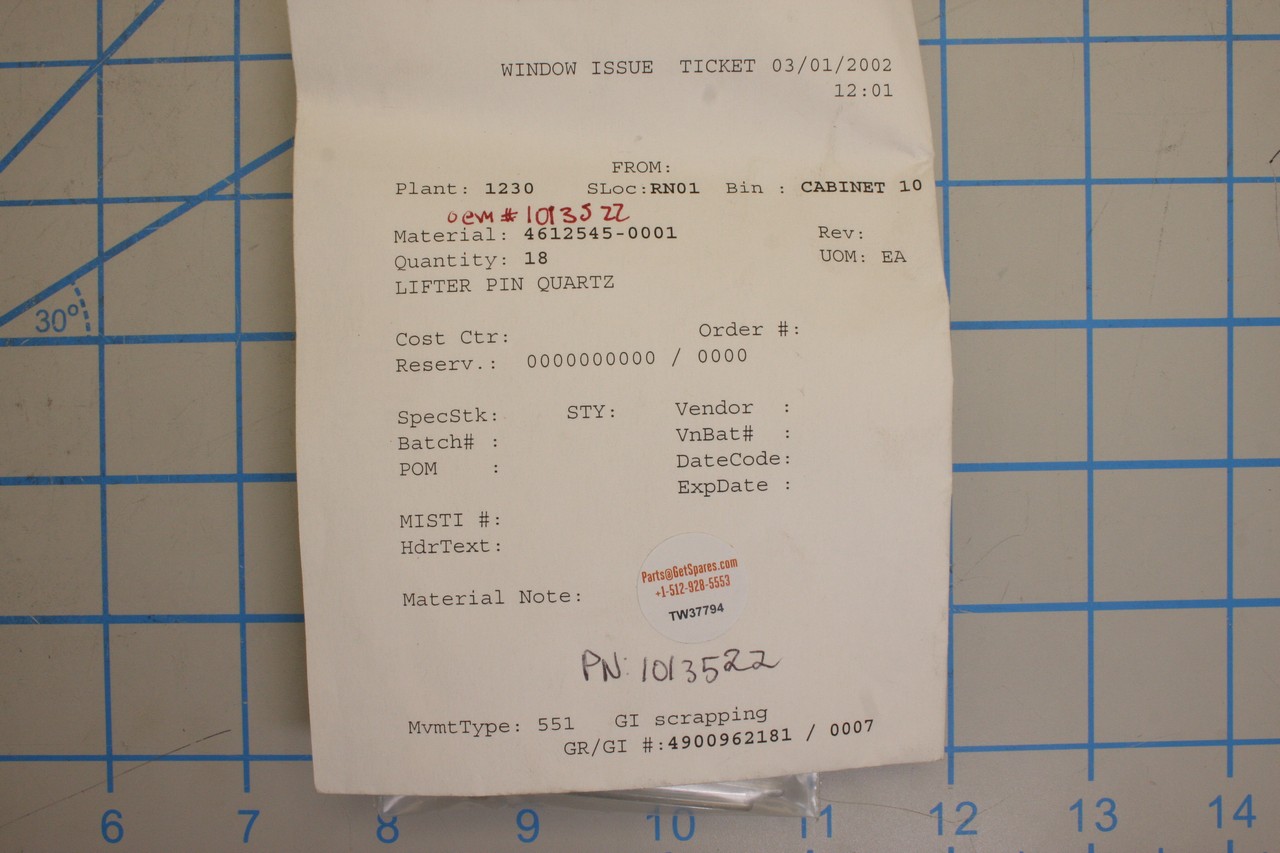 WINDOW ISSUE TICKET 03/01/2002
12:01
FROM:
Plant: 1230 SLoc:RN01 Bin : CABINET 10
oem # 1013522
Material: 4612545-0001 Rev:
Quantity: 18 UOM: EA
LIFTER PIN QUARTZ
Cost Ctr: Order #:
Reserv.: 0000000000 / 0000
SpecStk: STY: Vendor :
Batch# : VnBat# :
POM : DateCode:
ExpDate :
MISTI #:
HdrText:
Material Note:
Parts@GetSpares.com
+1-512-928-5553
TW37794
PN: 1013522
MvmtType: 551 GI scrapping
GR/GI #:4900962181 / 0007
30°
6 7 8 9 10 11 12 13 14